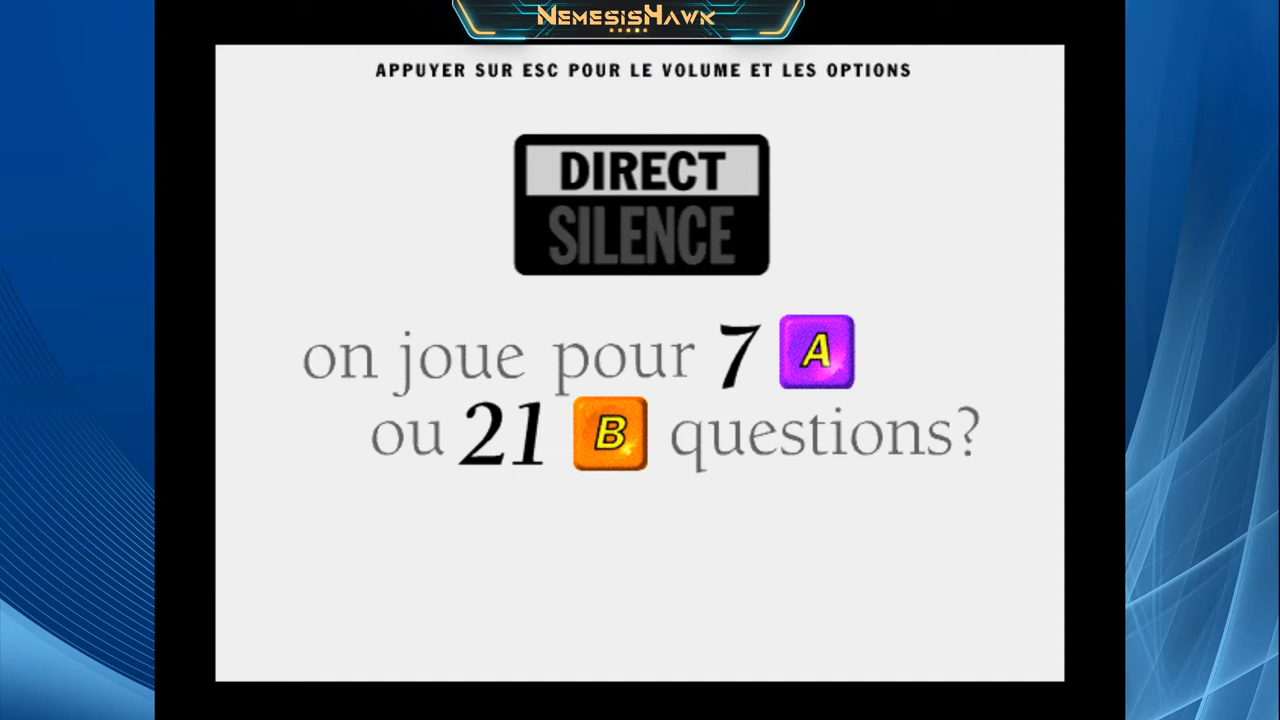 NEMESISHAWK
APPUYER SUR ESC POUR LE VOLUME ET LES OPTIONS
DIRECT
SILENCE
on joue pour 7 A
ou 21 B questions?